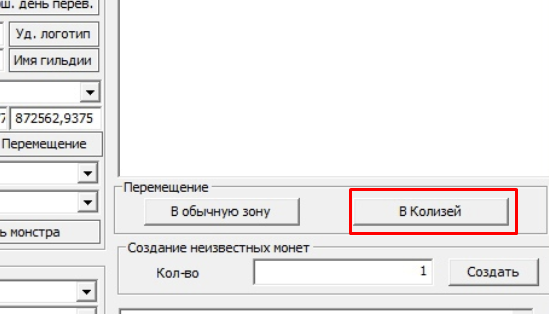 ш. день перев.
Уд. логотип
Имя гильдии
7 872562,9375
Перемещение
ь монстра
Перемещение
В обычную зону В Колизей
Создание неизвестных монет
Кол-во 1 Создать